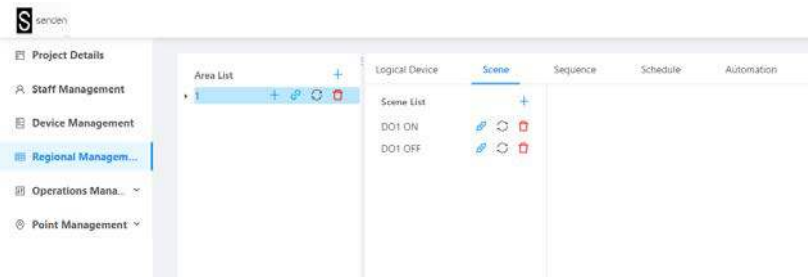 S senden
Project Details
Staff Management
Device Management
Regional Managem...
Operations Mana..
Point Management
Area List
1
Logical Device
Scene
Sequence
Schedule
Automation
Scene List
DO1 ON
DO1 OFF